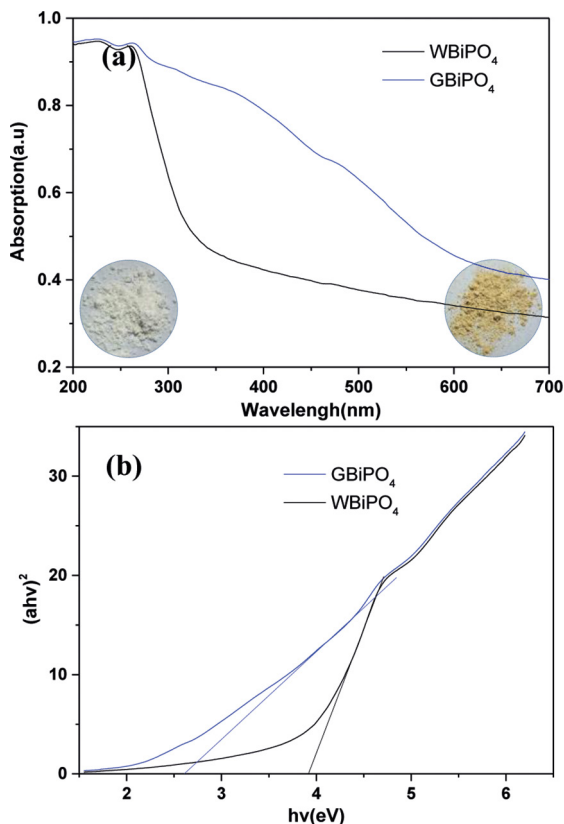 (a)
WBiPO₄
GBiPO₄
Absorption(a.u)
1.0
0.8
0.6
0.4
0.2
200 300 400 500 600 700
Wavelengh(nm)
(b)
GBiPO₄
WBiPO₄
(ahv)²
30
20
10
0
2 3 4 5 6
hv(eV)